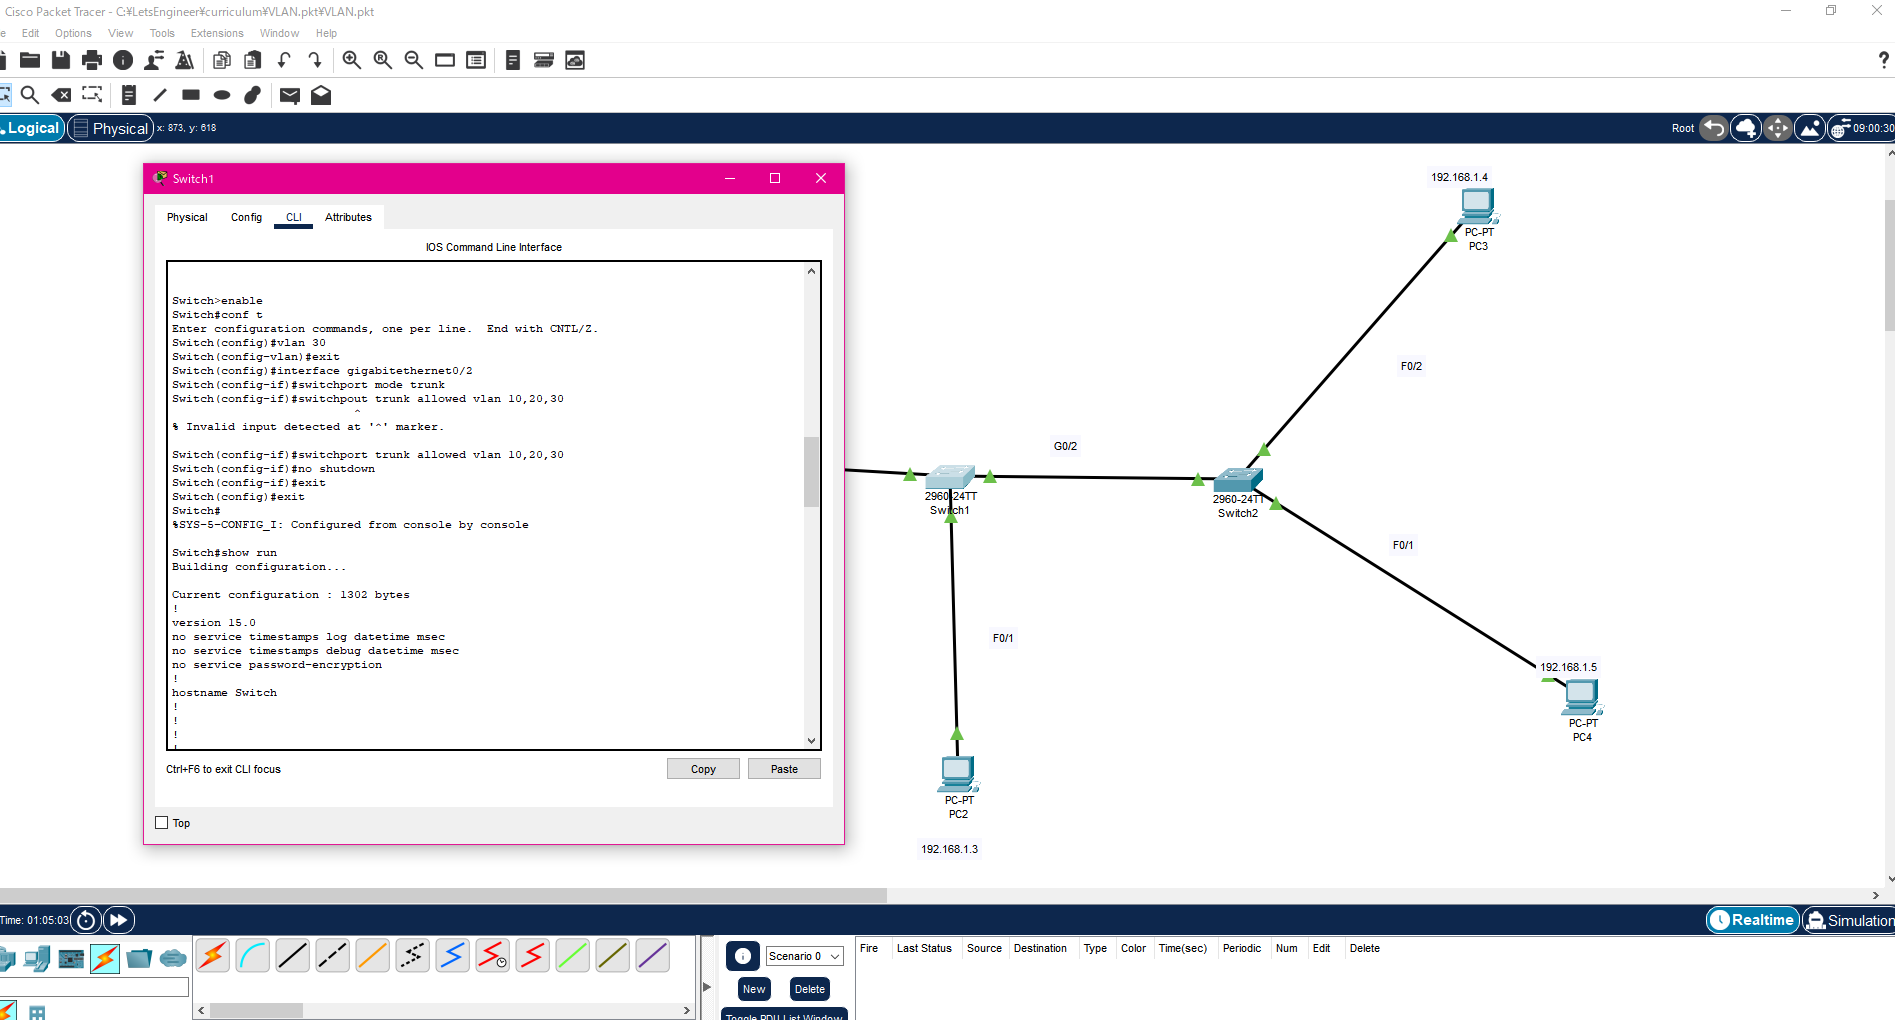 Cisco Packet Tracer - C:¥LetsEngineer¥curriculum¥VLAN.pkt¥VLAN.pkt
e Edit Options View Tools Extensions Window Help
?
Logical Physical x: 873, y: 618 Root 09:00:30
Switch1
Physical Config CLI Attributes
IOS Command Line Interface
Switch>enable
Switch#conf t
Enter configuration commands, one per line.  End with CNTL/Z.
Switch(config)#vlan 30
Switch(config-vlan)#exit
Switch(config)#interface gigabitethernet0/2
Switch(config-if)#switchport mode trunk
Switch(config-if)#switchpout trunk allowed vlan 10,20,30
^
% Invalid input detected at '^' marker.
Switch(config-if)#switchport trunk allowed vlan 10,20,30
Switch(config-if)#no shutdown
Switch(config-if)#exit
Switch(config)#exit
Switch#
%SYS-5-CONFIG_I: Configured from console by console
Switch#show run
Building configuration...
Current configuration : 1302 bytes
!
version 15.0
no service timestamps log datetime msec
no service timestamps debug datetime msec
no service password-encryption
!
hostname Switch
!
!
!
!
Ctrl+F6 to exit CLI focus
Copy Paste
Top
192.168.1.4
PC-PT
PC3
F0/2
G0/2
2960-24TT
Switch1
2960-24TT
Switch2
F0/1
F0/1
192.168.1.5
PC-PT
PC4
PC-PT
PC2
192.168.1.3
Time: 01:05:03 Realtime Simulation
Scenario 0
New Delete
Toggle PDU List Window
Fire Last Status Source Destination Type Color Time(sec) Periodic Num Edit Delete